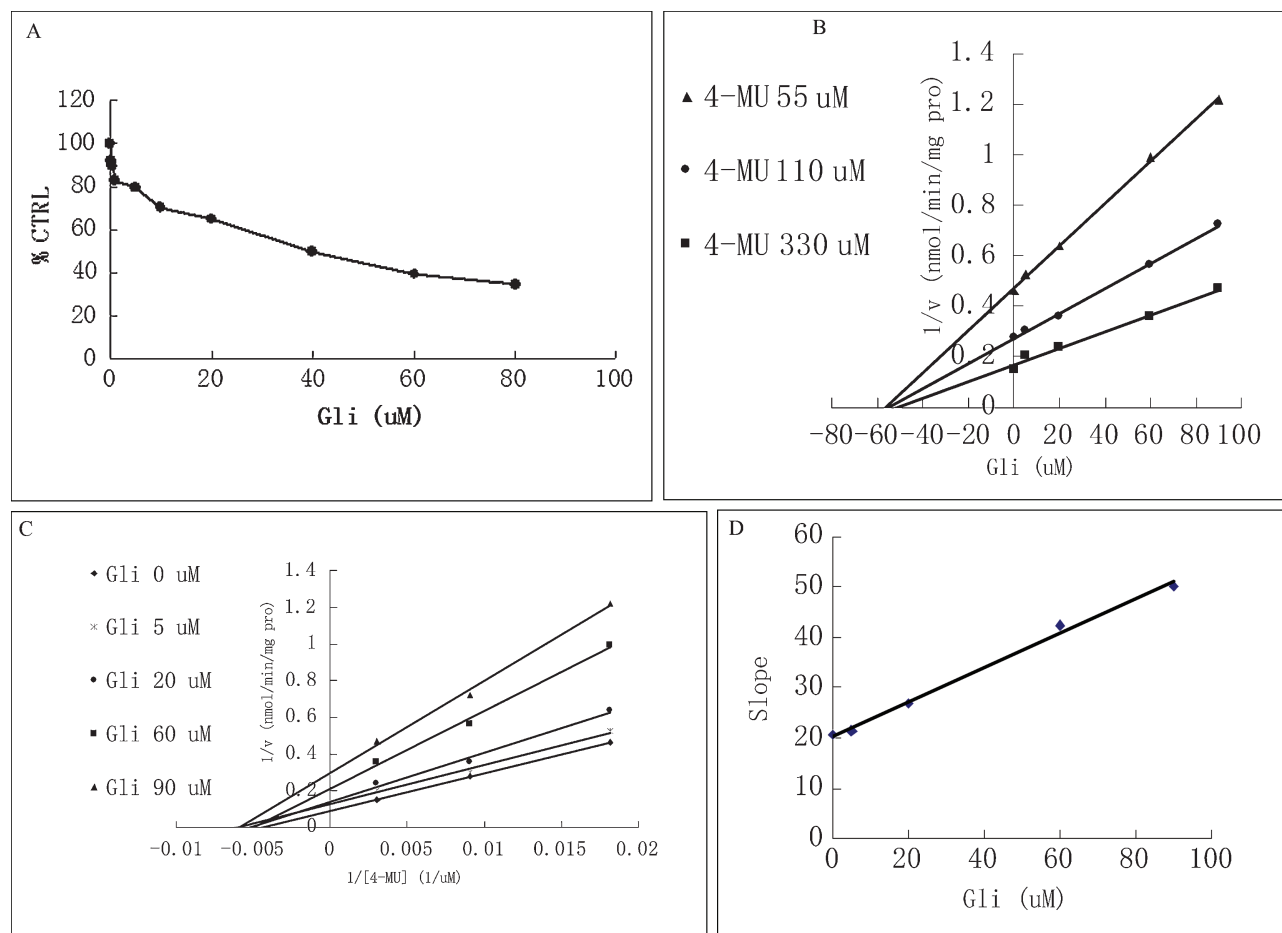 A
120
100
80
60
40
20
0
% CTRL
0 20 40 60 80 100
Gli (uM)
B
4-MU 55 uM
4-MU 110 uM
4-MU 330 uM
1.4
1.2
1
0.8
0.6
0.4
0.2
0
1/v (nmol/min/mg pro)
-80 -60 -40 -20 0 20 40 60 80 100
Gli (uM)
C
Gli 0 uM
Gli 5 uM
Gli 20 uM
Gli 60 uM
Gli 90 uM
1.4
1.2
1
0.8
0.6
0.4
0.2
0
1/v (nmol/min/mg pro)
-0.01 -0.005 0 0.005 0.01 0.015 0.02
1/[4-MU] (1/uM)
D
60
50
40
30
20
10
0
Slope
0 20 40 60 80 100
Gli (uM)